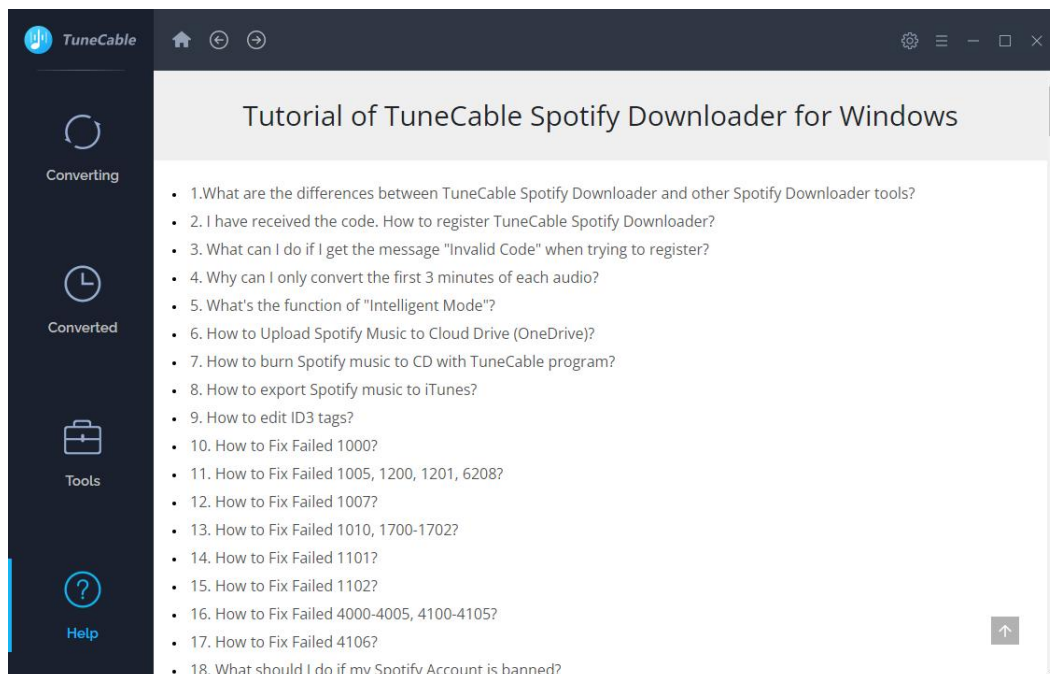 TuneCable
Tutorial of TuneCable Spotify Downloader for Windows
Converting
Converted
Tools
Help
• 1.What are the differences between TuneCable Spotify Downloader and other Spotify Downloader tools?
• 2. I have received the code. How to register TuneCable Spotify Downloader?
• 3. What can I do if I get the message "Invalid Code" when trying to register?
• 4. Why can I only convert the first 3 minutes of each audio?
• 5. What's the function of "Intelligent Mode"?
• 6. How to Upload Spotify Music to Cloud Drive (OneDrive)?
• 7. How to burn Spotify music to CD with TuneCable program?
• 8. How to export Spotify music to iTunes?
• 9. How to edit ID3 tags?
• 10. How to Fix Failed 1000?
• 11. How to Fix Failed 1005, 1200, 1201, 6208?
• 12. How to Fix Failed 1007?
• 13. How to Fix Failed 1010, 1700-1702?
• 14. How to Fix Failed 1101?
• 15. How to Fix Failed 1102?
• 16. How to Fix Failed 4000-4005, 4100-4105?
• 17. How to Fix Failed 4106?
• 18. What should I do if my Spotify Account is banned?